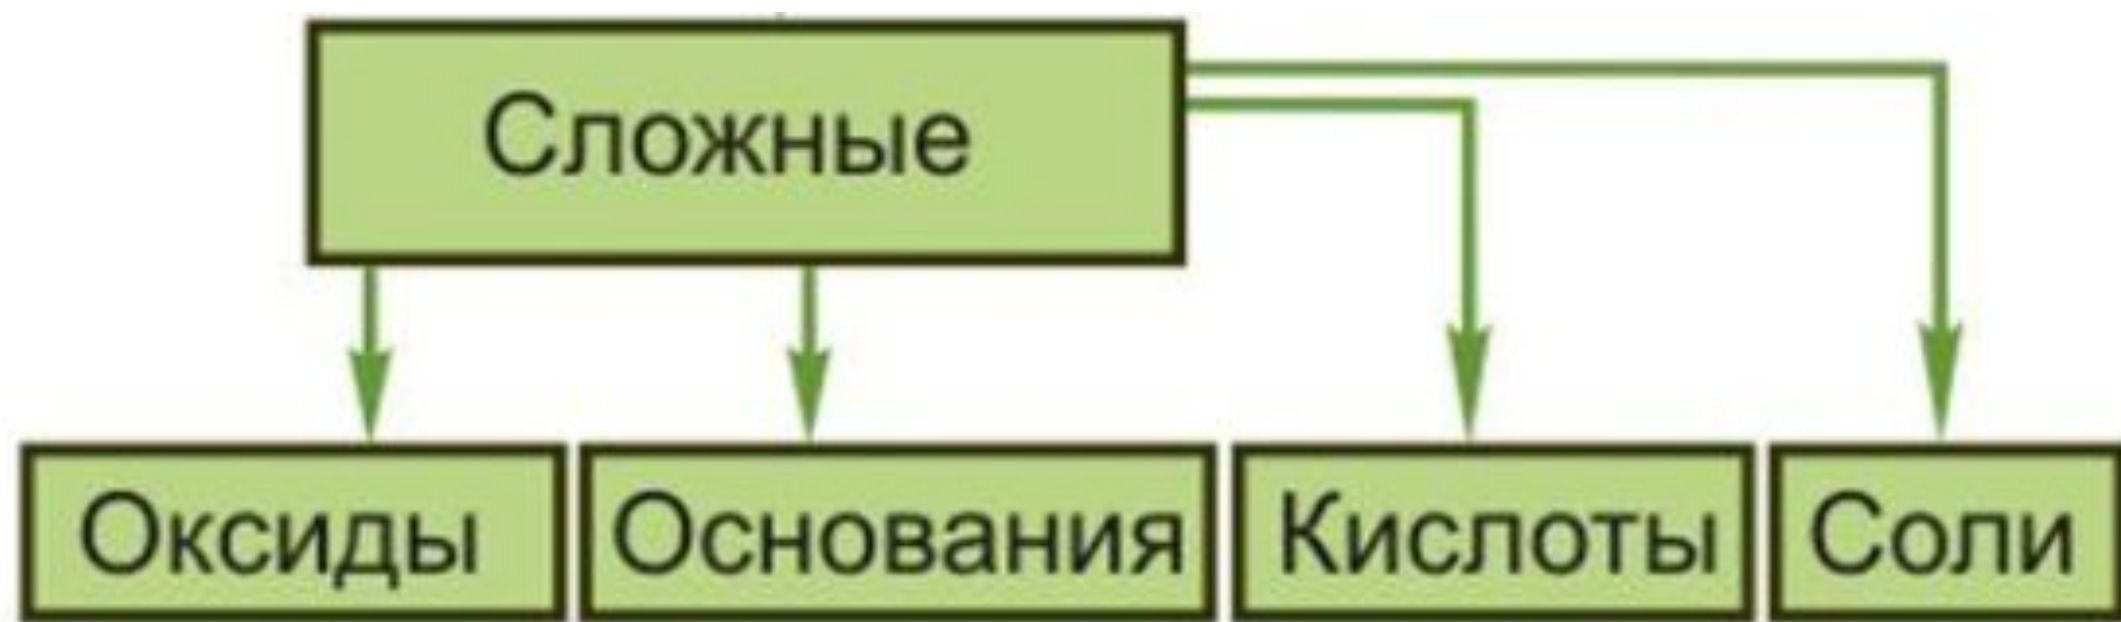 Сложные
Оксиды
Основания
Кислоты
Соли